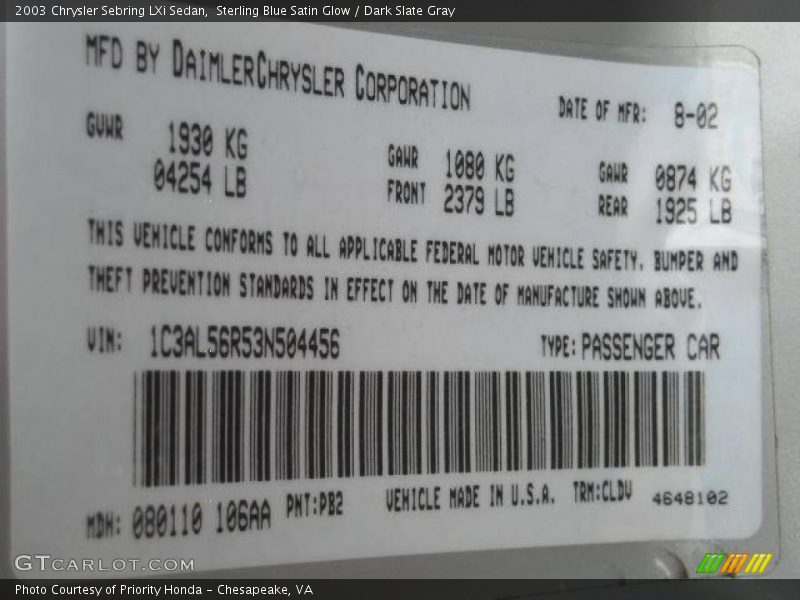 2003 Chrysler Sebring LXi Sedan,  Sterling Blue Satin Glow / Dark Slate Gray
MFD BY DAIMLERCHRYSLER CORPORATION
DATE OF MFR: 8-02
GVWR 1930 KG
04254 LB
GAWR 1080 KG
FRONT 2379 LB
GAWR 0874 KG
REAR 1925 LB
THIS VEHICLE CONFORMS TO ALL APPLICABLE FEDERAL MOTOR VEHICLE SAFETY, BUMPER AND
THEFT PREVENTION STANDARDS IN EFFECT ON THE DATE OF MANUFACTURE SHOWN ABOVE.
VIN: 1C3AL56R53N504456 TYPE: PASSENGER CAR
MDH: 080110 106AA PNT:PB2 VEHICLE MADE IN U.S.A. TRM:CLDV 4648102
GTCARLOT.COM
Photo Courtesy of Priority Honda - Chesapeake, VA